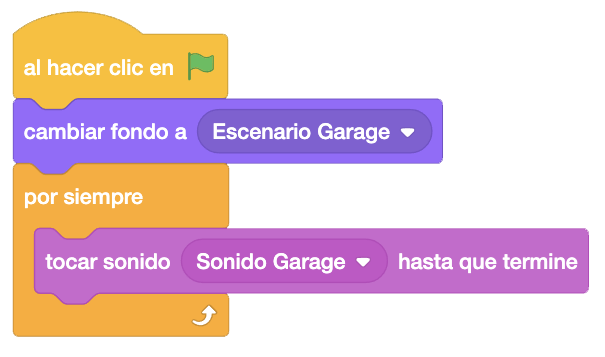 al hacer clic en
cambiar fondo a Escenario Garage
por siempre
tocar sonido Sonido Garage hasta que termine